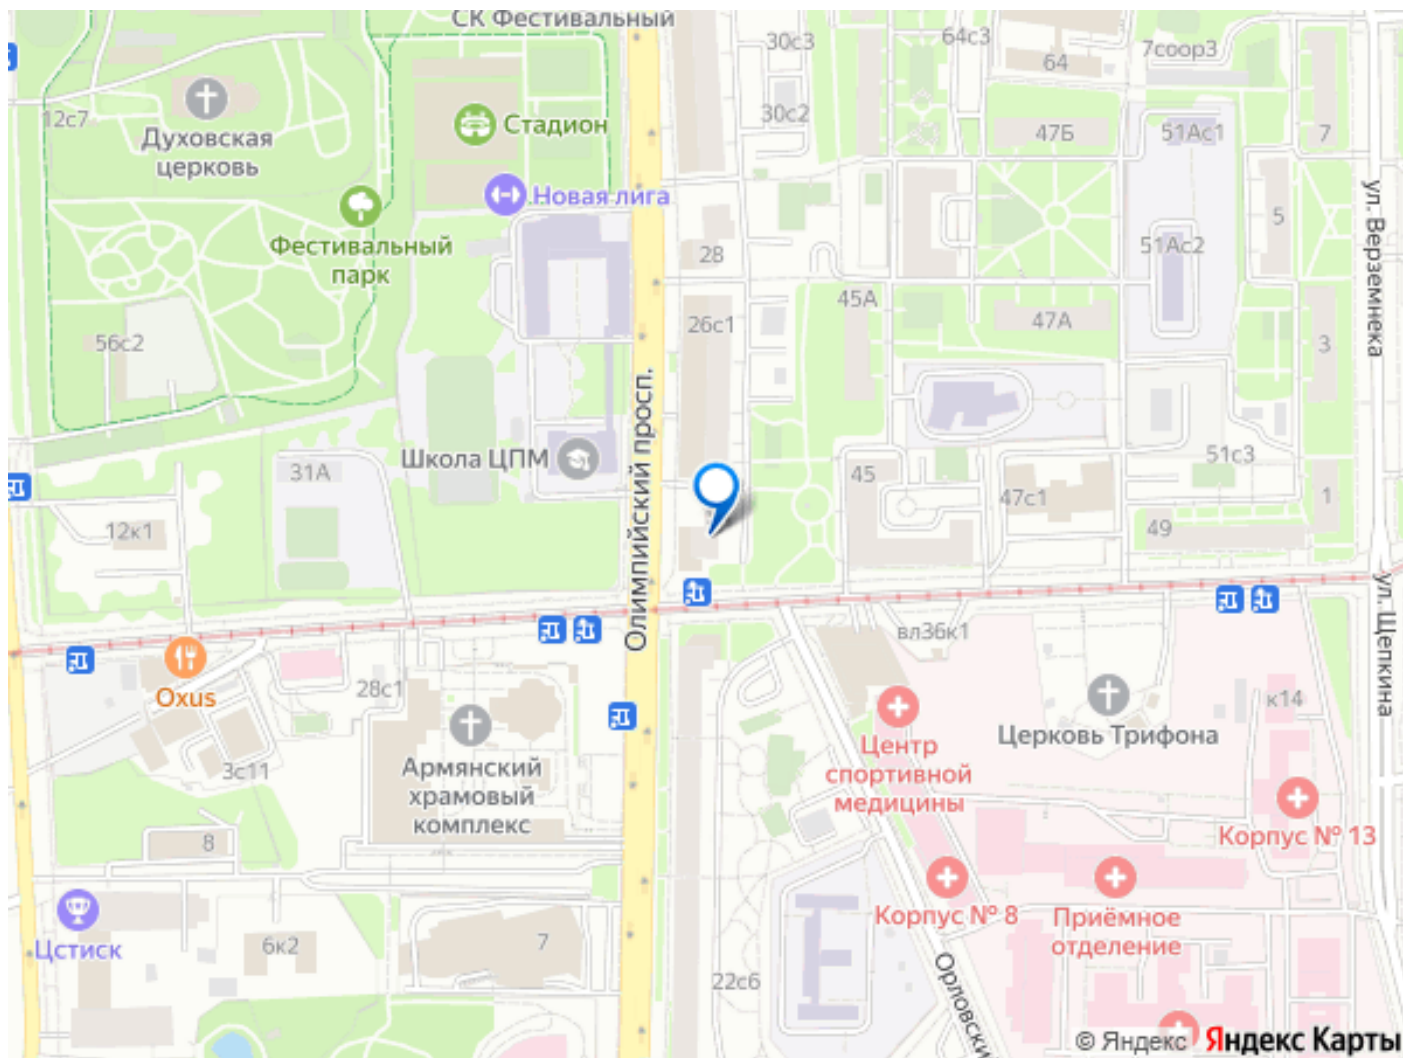 СК Фестивальный
30с3
64с3
7соор3
64
12с7
Духовская
церковь
Стадион
30с2
47Б
51Ас1
7
Новая лига
Фестивальный
парк
28
51Ас2
5
ул. Верземнека
56с2
26с1
45А
47А
3
Олимпийский просп.
31А
Школа ЦПМ
45
47с1
51с3
1
12к1
49
ул. Щепкина
Oxus
28с1
вл36к1
Церковь Трифона
к14
3с11
Армянский
храмовый
комплекс
Центр
спортивной
медицины
8
Корпус № 13
Цстиск
6к2
7
Корпус № 8
Приёмное
отделение
22с6
Орловски
© Яндекс Яндекс Карты